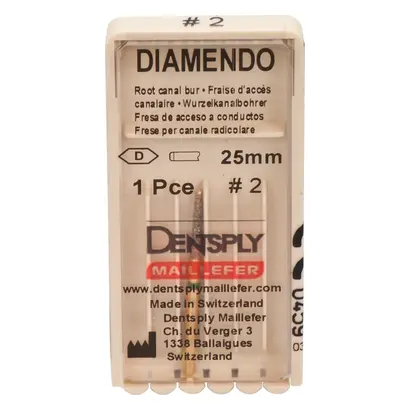 # 2
DIAMENDO
Root canal bur • Fraise d'accès
canalaire • Wurzelkanalbohrer
Fresa de acceso a conductos
Frese per canale radicolare
D 25mm
1 Pce # 2
DENTSPLY
MAILLEFER
www.dentsplymaillefer.com
Made in Switzerland
Dentsply Maillefer
Ch. du Verger 3
1338 Ballaigues
Switzerland
0459